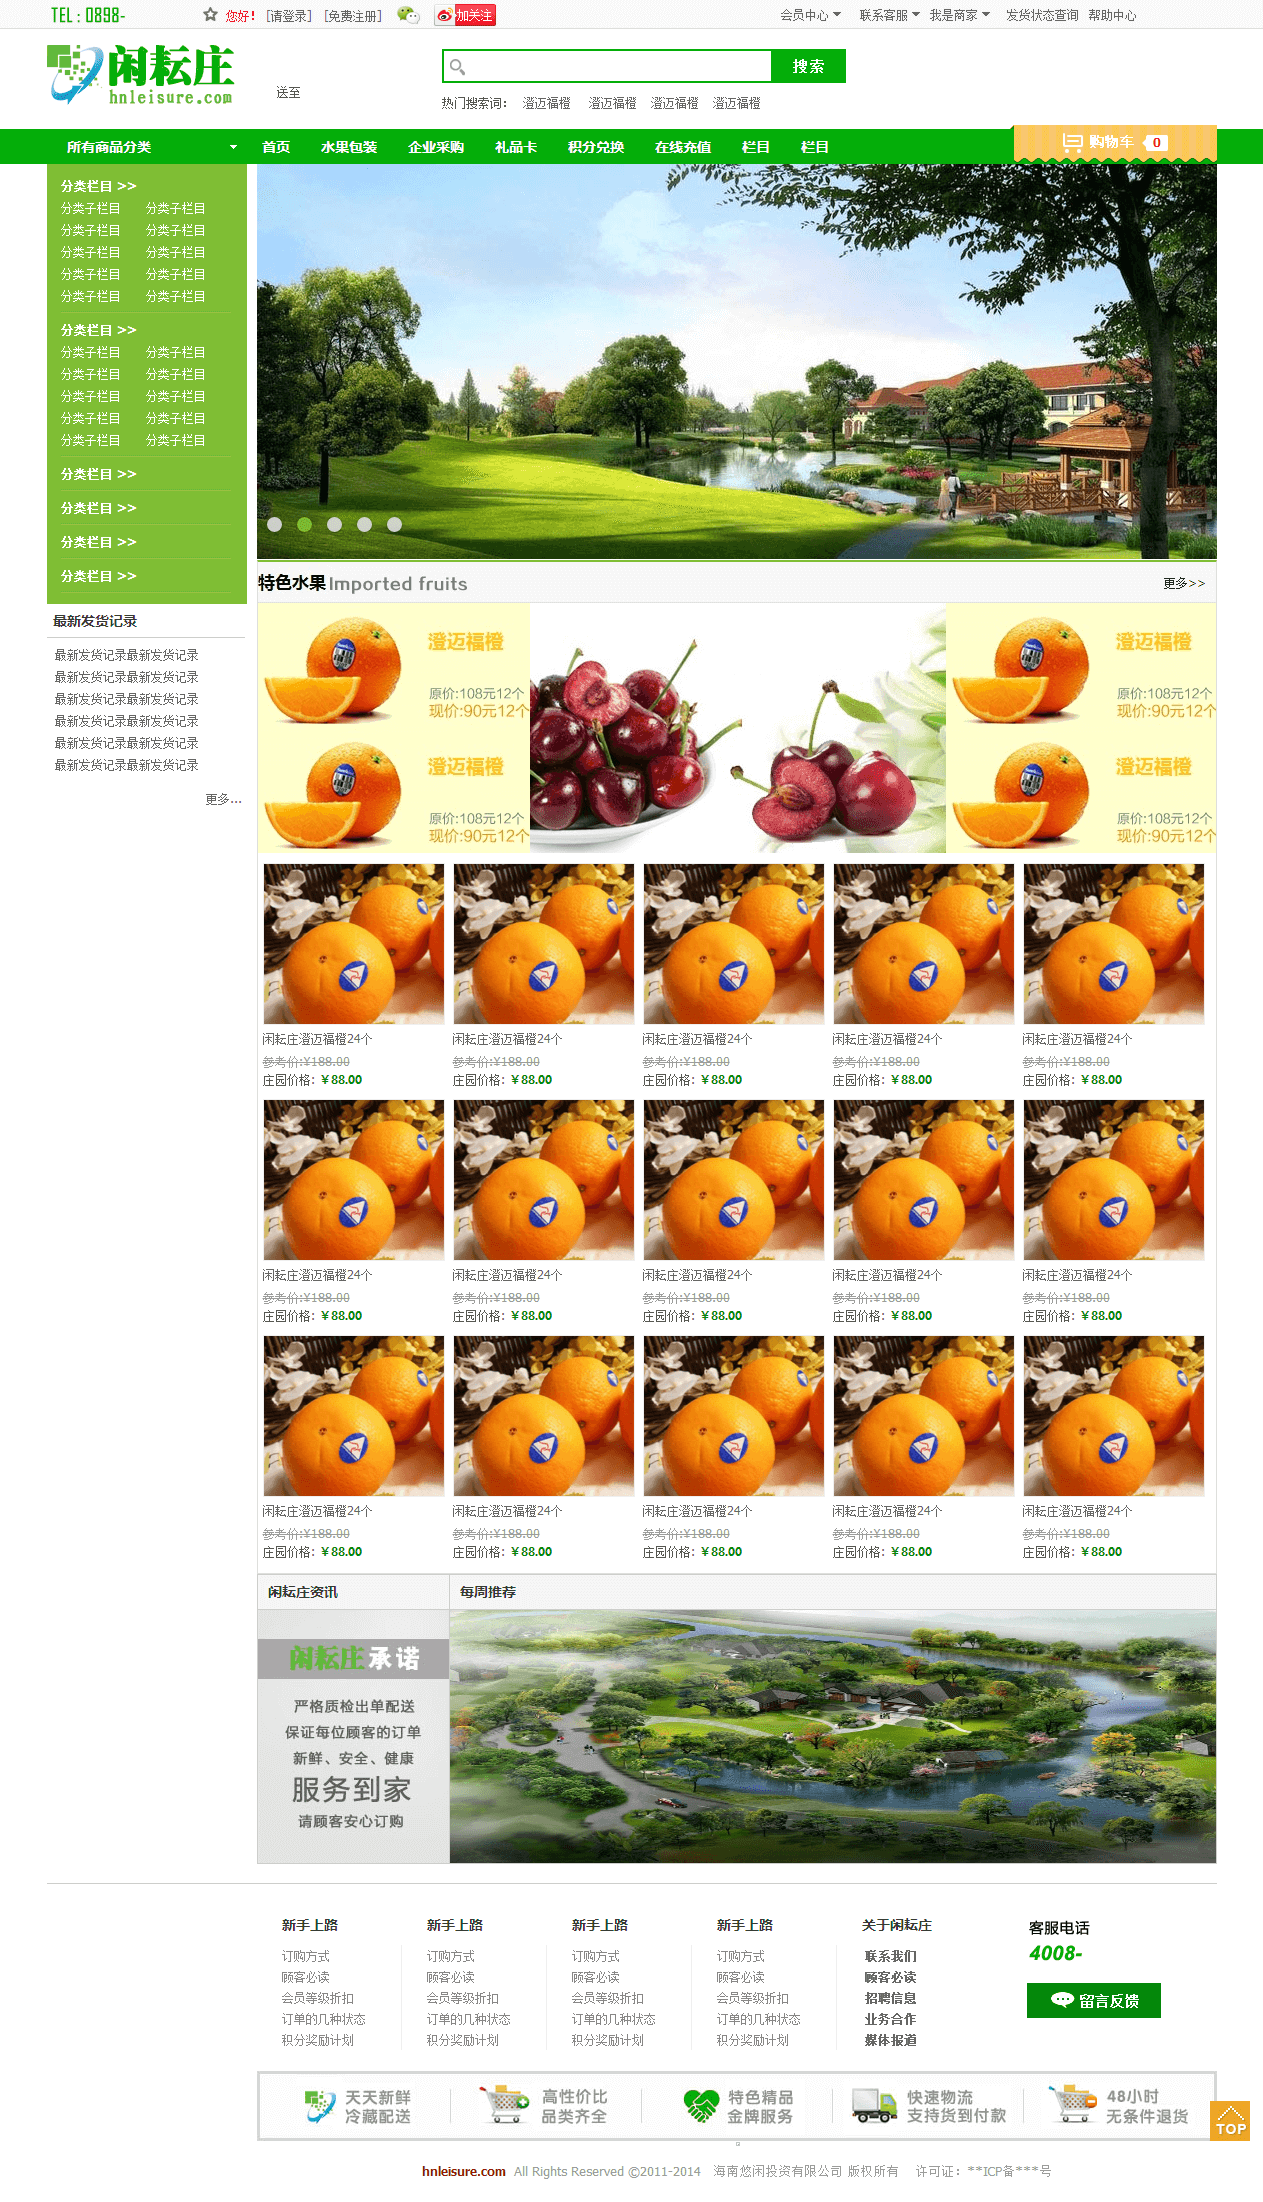 TEL : 0898- 您好! [请登录] [免费注册] 加关注 会员中心 联系客服 我是商家 发货状态查询 帮助中心
闲耘庄
hnleisure.com
送至
搜索
热门搜索词: 澄迈福橙 澄迈福橙 澄迈福橙 澄迈福橙
所有商品分类 首页 水果包装 企业采购 礼品卡 积分兑换 在线充值 栏目 栏目 购物车 0
分类栏目 >>
分类子栏目 分类子栏目
分类子栏目 分类子栏目
分类子栏目 分类子栏目
分类子栏目 分类子栏目
分类子栏目 分类子栏目
分类栏目 >>
分类子栏目 分类子栏目
分类子栏目 分类子栏目
分类子栏目 分类子栏目
分类子栏目 分类子栏目
分类子栏目 分类子栏目
分类栏目 >>
分类栏目 >>
分类栏目 >>
分类栏目 >>
最新发货记录
最新发货记录最新发货记录
最新发货记录最新发货记录
最新发货记录最新发货记录
最新发货记录最新发货记录
最新发货记录最新发货记录
最新发货记录最新发货记录
更多...
特色水果 Imported fruits 更多>>
澄迈福橙
原价:108元12个
现价:90元12个
澄迈福橙
原价:108元12个
现价:90元12个
澄迈福橙
原价:108元12个
现价:90元12个
澄迈福橙
原价:108元12个
现价:90元12个
闲耘庄澄迈福橙24个 闲耘庄澄迈福橙24个 闲耘庄澄迈福橙24个 闲耘庄澄迈福橙24个 闲耘庄澄迈福橙24个
参考价:¥188.00 参考价:¥188.00 参考价:¥188.00 参考价:¥188.00 参考价:¥188.00
庄园价格: ¥88.00 庄园价格: ¥88.00 庄园价格: ¥88.00 庄园价格: ¥88.00 庄园价格: ¥88.00
闲耘庄澄迈福橙24个 闲耘庄澄迈福橙24个 闲耘庄澄迈福橙24个 闲耘庄澄迈福橙24个 闲耘庄澄迈福橙24个
参考价:¥188.00 参考价:¥188.00 参考价:¥188.00 参考价:¥188.00 参考价:¥188.00
庄园价格: ¥88.00 庄园价格: ¥88.00 庄园价格: ¥88.00 庄园价格: ¥88.00 庄园价格: ¥88.00
闲耘庄澄迈福橙24个 闲耘庄澄迈福橙24个 闲耘庄澄迈福橙24个 闲耘庄澄迈福橙24个 闲耘庄澄迈福橙24个
参考价:¥188.00 参考价:¥188.00 参考价:¥188.00 参考价:¥188.00 参考价:¥188.00
庄园价格: ¥88.00 庄园价格: ¥88.00 庄园价格: ¥88.00 庄园价格: ¥88.00 庄园价格: ¥88.00
闲耘庄资讯 每周推荐
闲耘庄承诺
严格质检出单配送
保证每位顾客的订单
新鲜、安全、健康
服务到家
请顾客安心订购
新手上路 新手上路 新手上路 新手上路 关于闲耘庄 客服电话
订购方式 订购方式 订购方式 订购方式 联系我们 4008-
顾客必读 顾客必读 顾客必读 顾客必读 顾客必读
会员等级折扣 会员等级折扣 会员等级折扣 会员等级折扣 招聘信息 留言反馈
订单的几种状态 订单的几种状态 订单的几种状态 订单的几种状态 业务合作
积分奖励计划 积分奖励计划 积分奖励计划 积分奖励计划 媒体报道
天天新鲜 高性价比 特色精品 快速物流 48小时
冷藏配送 品类齐全 金牌服务 支持货到付款 无条件退货
TOP
hnleisure.com All Rights Reserved ©2011-2014 海南悠闲投资有限公司 版权所有 许可证: **ICP备***号